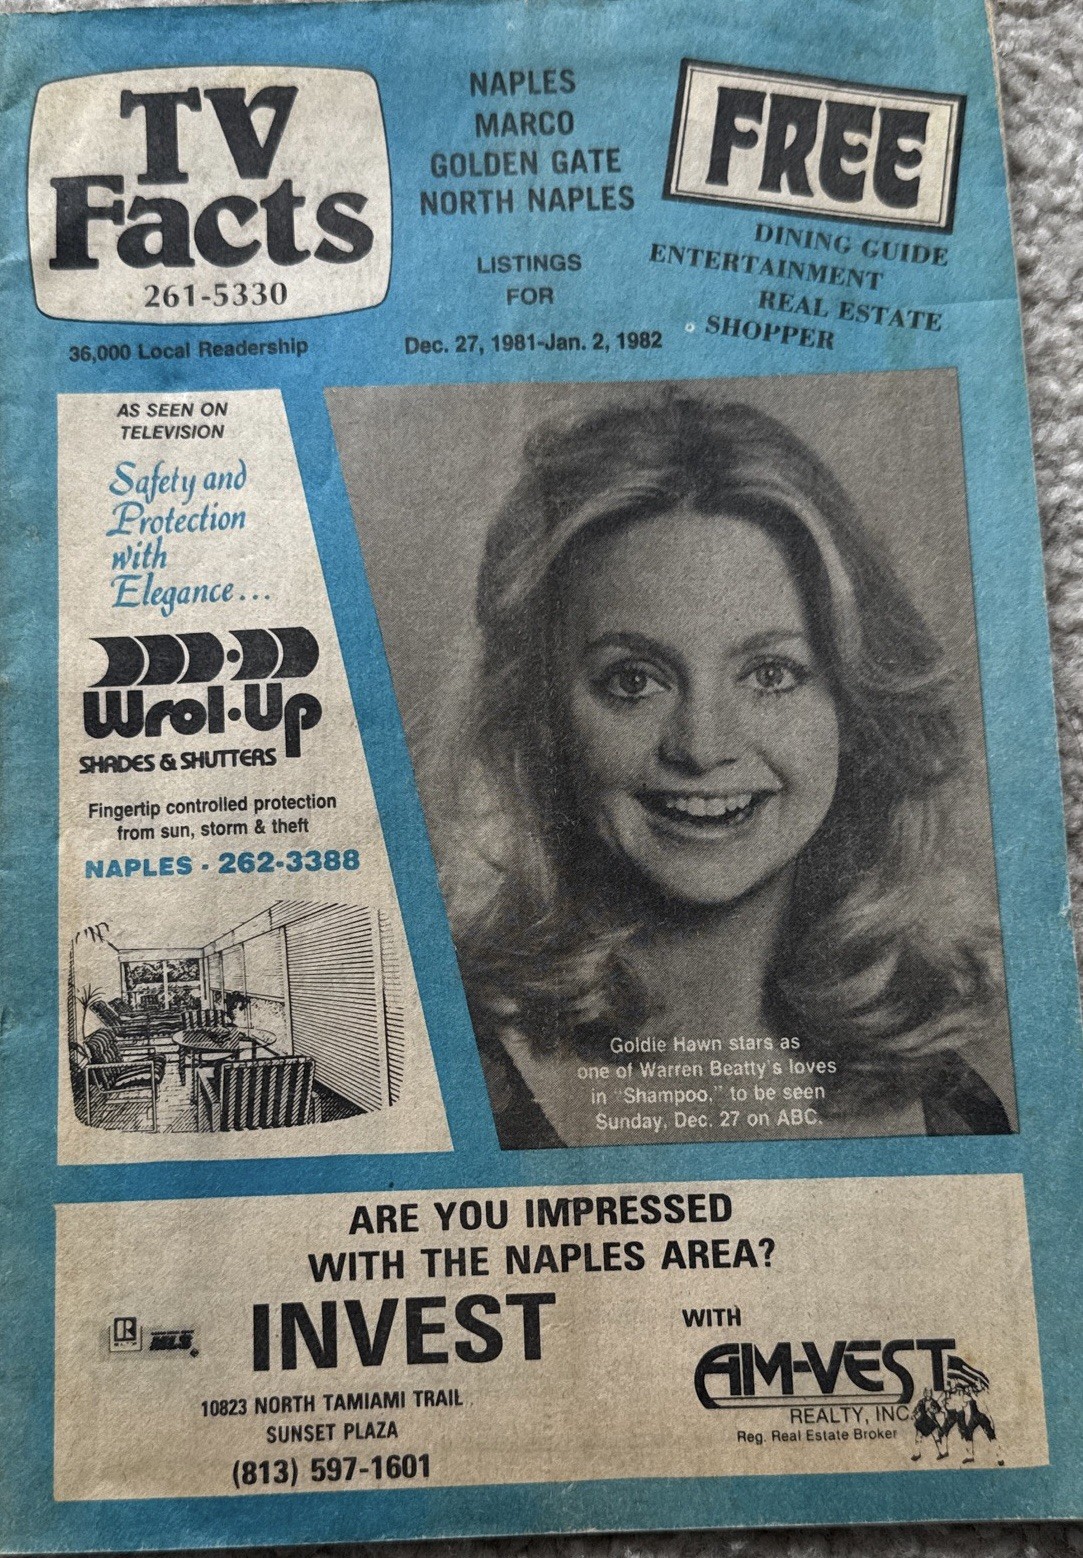 TV
Facts
261-5330
36,000 Local Readership
NAPLES
MARCO
GOLDEN GATE
NORTH NAPLES
LISTINGS
FOR
Dec. 27, 1981-Jan. 2, 1982
FREE
DINING GUIDE
ENTERTAINMENT
REAL ESTATE
SHOPPER
AS SEEN ON
TELEVISION
Safety and
Protection
with
Elegance...
Wrol·Up
SHADES & SHUTTERS
Fingertip controlled protection
from sun, storm & theft
NAPLES · 262-3388
Goldie Hawn stars as
one of Warren Beatty's loves
in "Shampoo," to be seen
Sunday, Dec. 27 on ABC.
ARE YOU IMPRESSED
WITH THE NAPLES AREA?
INVEST
WITH
R
MLS
10823 NORTH TAMIAMI TRAIL
SUNSET PLAZA
(813) 597-1601
AIM-VEST
REALTY, INC.
Reg. Real Estate Broker